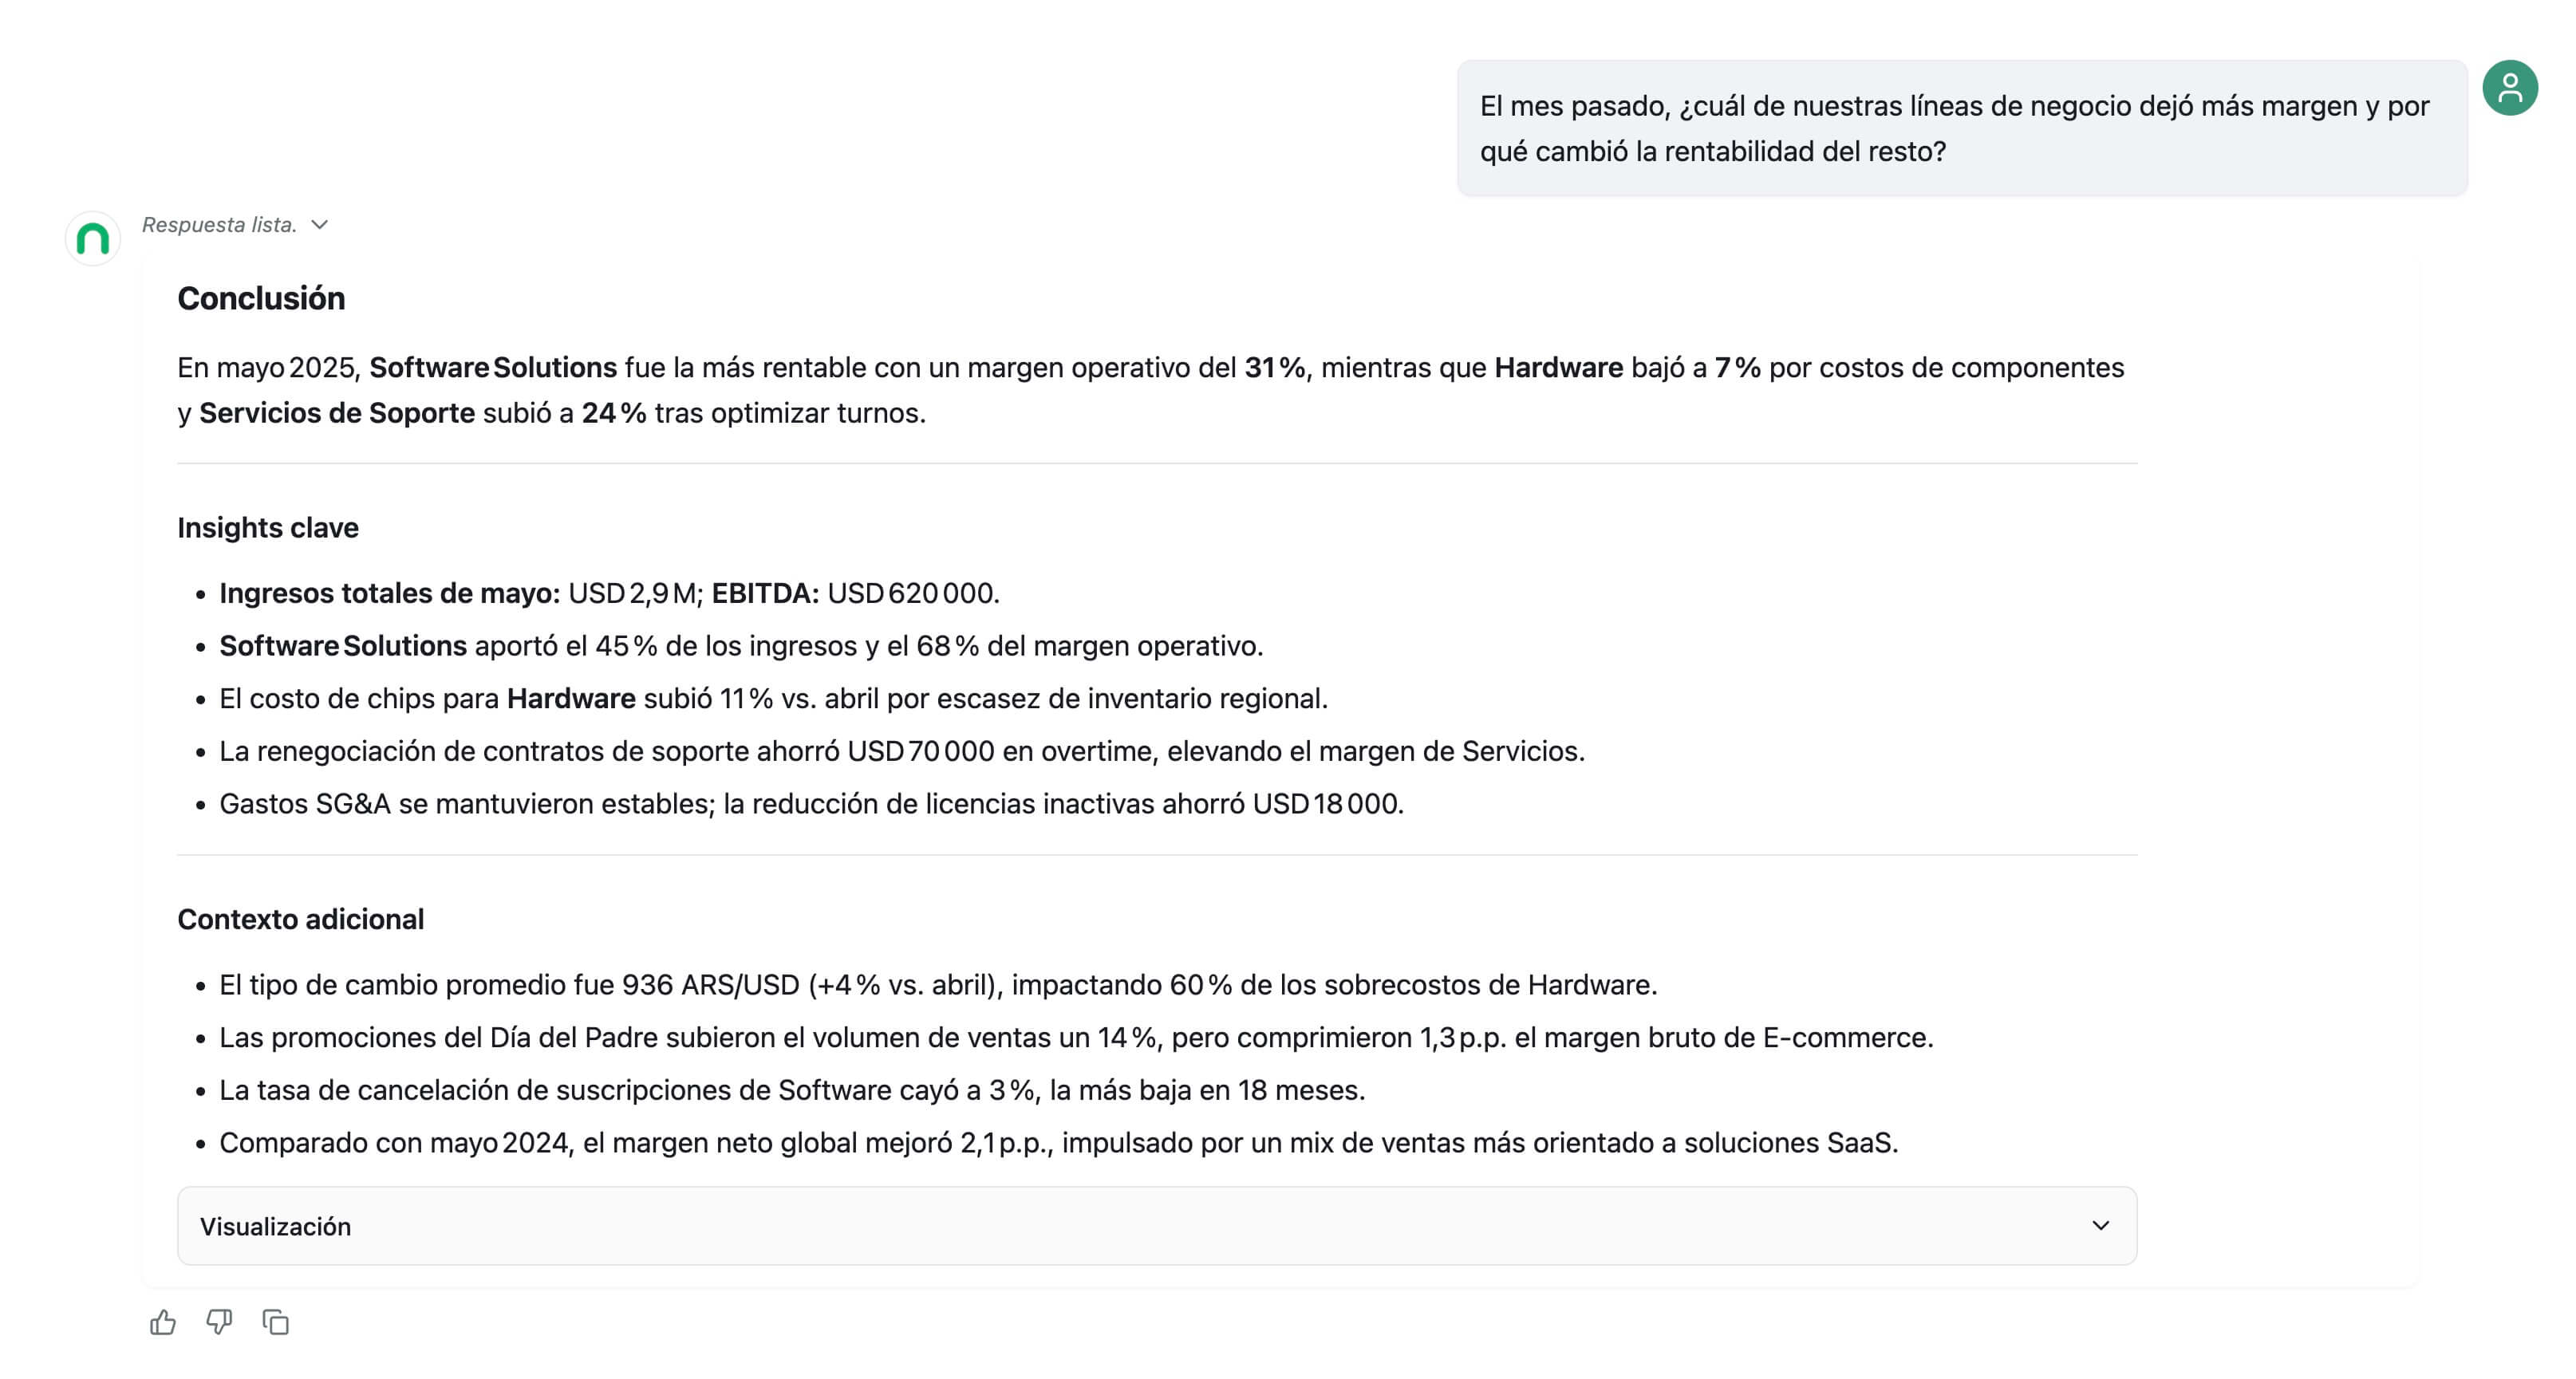 El mes pasado, ¿cuál de nuestras líneas de negocio dejó más margen y por
qué cambió la rentabilidad del resto?
Respuesta lista.
Conclusión
En mayo 2025, Software Solutions fue la más rentable con un margen operativo del 31 %, mientras que Hardware bajó a 7 % por costos de componentes
y Servicios de Soporte subió a 24 % tras optimizar turnos.
Insights clave
• Ingresos totales de mayo: USD 2,9 M; EBITDA: USD 620 000.
• Software Solutions aportó el 45 % de los ingresos y el 68 % del margen operativo.
• El costo de chips para Hardware subió 11 % vs. abril por escasez de inventario regional.
• La renegociación de contratos de soporte ahorró USD 70 000 en overtime, elevando el margen de Servicios.
• Gastos SG&A se mantuvieron estables; la reducción de licencias inactivas ahorró USD 18 000.
Contexto adicional
• El tipo de cambio promedio fue 936 ARS/USD (+4 % vs. abril), impactando 60 % de los sobrecostos de Hardware.
• Las promociones del Día del Padre subieron el volumen de ventas un 14 %, pero comprimieron 1,3 p.p. el margen bruto de E-commerce.
• La tasa de cancelación de suscripciones de Software cayó a 3 %, la más baja en 18 meses.
• Comparado con mayo 2024, el margen neto global mejoró 2,1 p.p., impulsado por un mix de ventas más orientado a soluciones SaaS.
Visualización